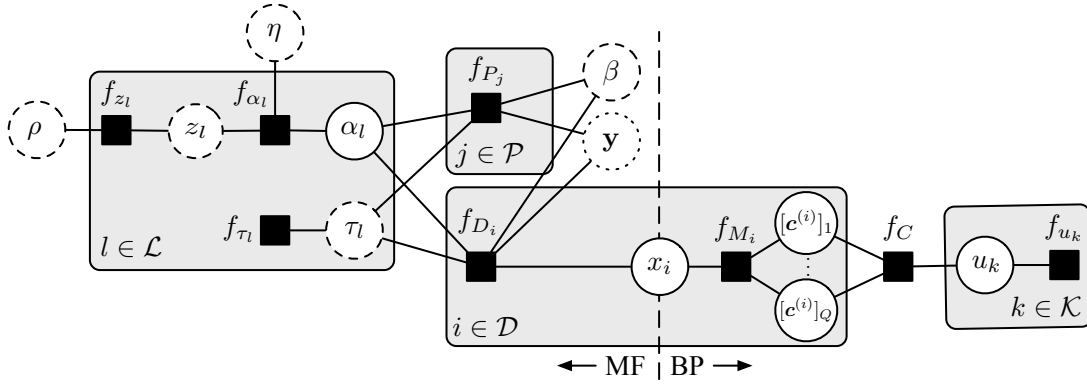 η
f_{P_j}
β
f_{z_l}
f_{α_l}
ρ
z_l
α_l
y
j ∈ 𝒫
f_{τ_l}
τ_l
f_{D_i}
f_{M_i}
[c^{(i)}]_1
f_C
f_{u_k}
l ∈ ℒ
x_i
u_k
⋮
[c^{(i)}]_Q
i ∈ 𝒟
k ∈ 𝒦
← MF BP →